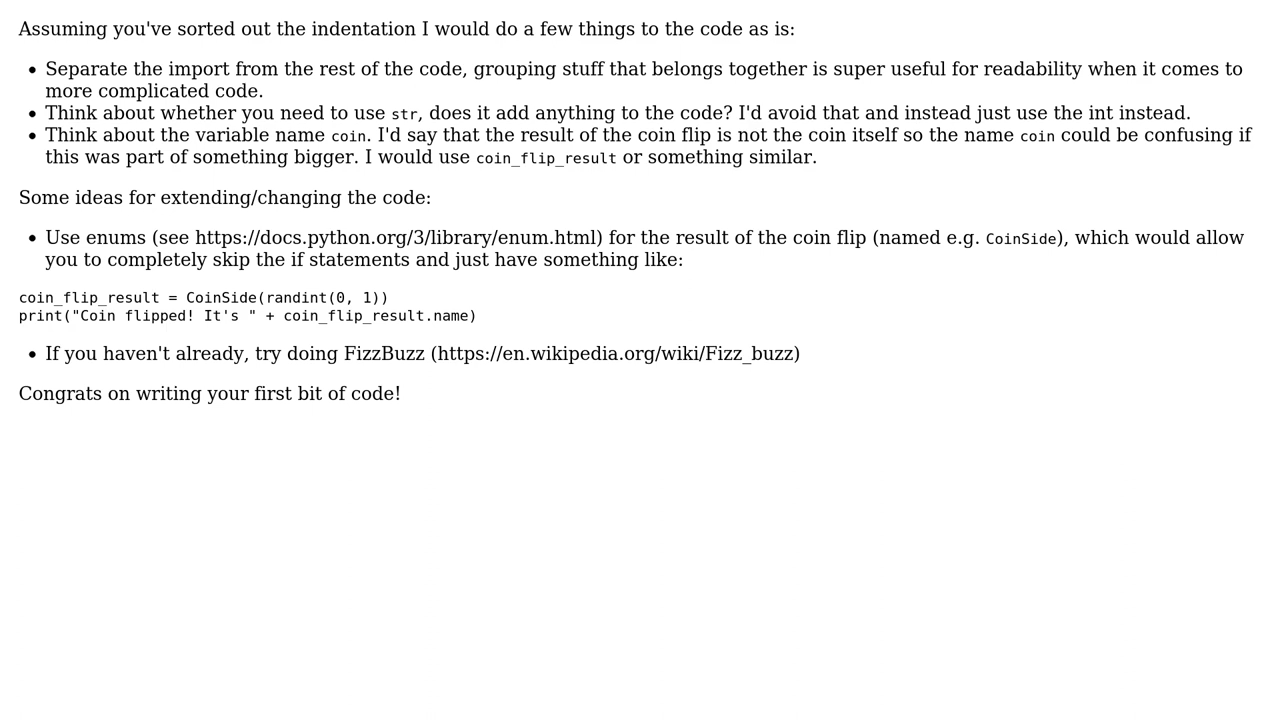 Assuming you've sorted out the indentation I would do a few things to the code as is:
• Separate the import from the rest of the code, grouping stuff that belongs together is super useful for readability when it comes to
more complicated code.
• Think about whether you need to use str, does it add anything to the code? I'd avoid that and instead just use the int instead.
• Think about the variable name coin. I'd say that the result of the coin flip is not the coin itself so the name coin could be confusing if
this was part of something bigger. I would use coin_flip_result or something similar.
Some ideas for extending/changing the code:
• Use enums (see https://docs.python.org/3/library/enum.html) for the result of the coin flip (named e.g. CoinSide), which would allow
you to completely skip the if statements and just have something like:
coin_flip_result = CoinSide(randint(0, 1))
print("Coin flipped! It's " + coin_flip_result.name)
• If you haven't already, try doing FizzBuzz (https://en.wikipedia.org/wiki/Fizz_buzz)
Congrats on writing your first bit of code!